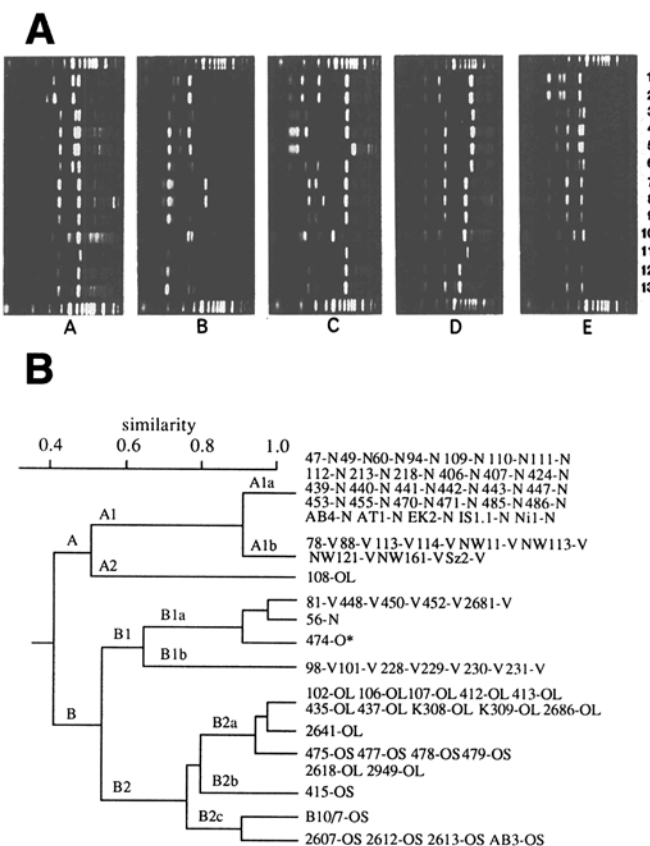 A
1
2
3
4
5
6
7
8
9
10
11
12
13
A B C D E
B
similarity
0.4 0.6 0.8 1.0
47-N 49-N 60-N 94-N 109-N 110-N 111-N
112-N 213-N 218-N 406-N 407-N 424-N
A1a
439-N 440-N 441-N 442-N 443-N 447-N
453-N 455-N 470-N 471-N 485-N 486-N
AB4-N AT1-N EK2-N IS1.1-N Ni1-N
A1
A
A1b
78-V 88-V 113-V 114-V NW11-V NW113-V
NW121-V NW161-V Sz2-V
A2
108-OL
81-V 448-V 450-V 452-V 2681-V
B1a
56-N
B1
474-O*
B1b
98-V 101-V 228-V 229-V 230-V 231-V
102-OL 106-OL 107-OL 412-OL 413-OL
B
435-OL 437-OL K308-OL K309-OL 2686-OL
B2a
2641-OL
475-OS 477-OS 478-OS 479-OS
2618-OL 2949-OL
B2
B2b
415-OS
B2c
B10/7-OS
2607-OS 2612-OS 2613-OS AB3-OS